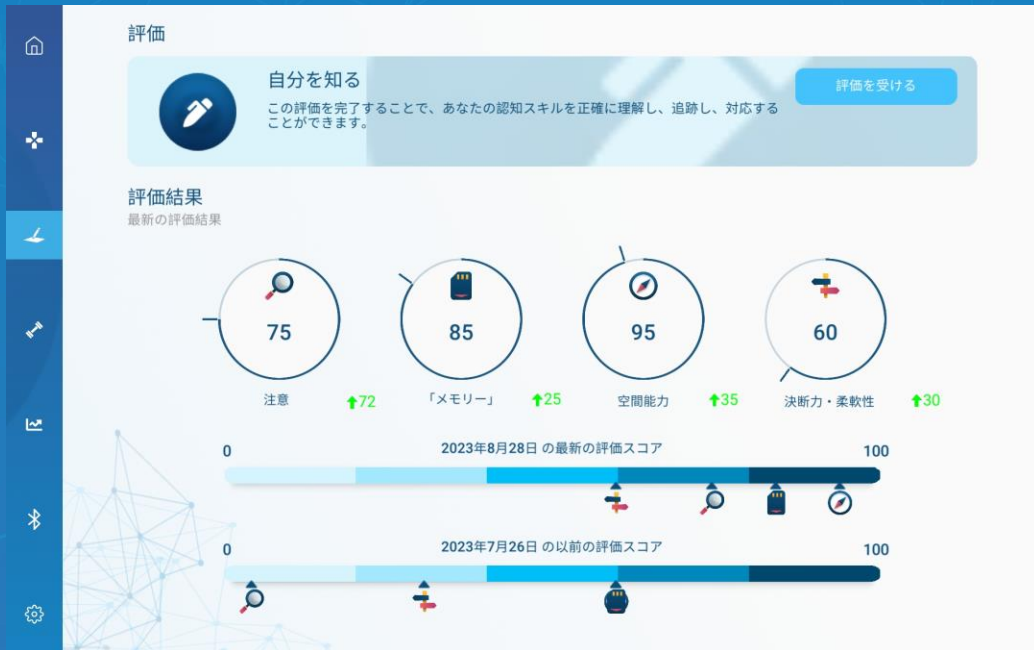 評価
自分を知る
評価を受ける
この評価を完了することで、あなたの認知スキルを正確に理解し、追跡し、対応する
ことができます。
評価結果
最新の評価結果
75
85
95
60
注意
72
「メモリー」
25
空間能力
35
決断力・柔軟性
30
0
2023年8月28日 の最新の評価スコア
100
0
2023年7月26日 の以前の評価スコア
100